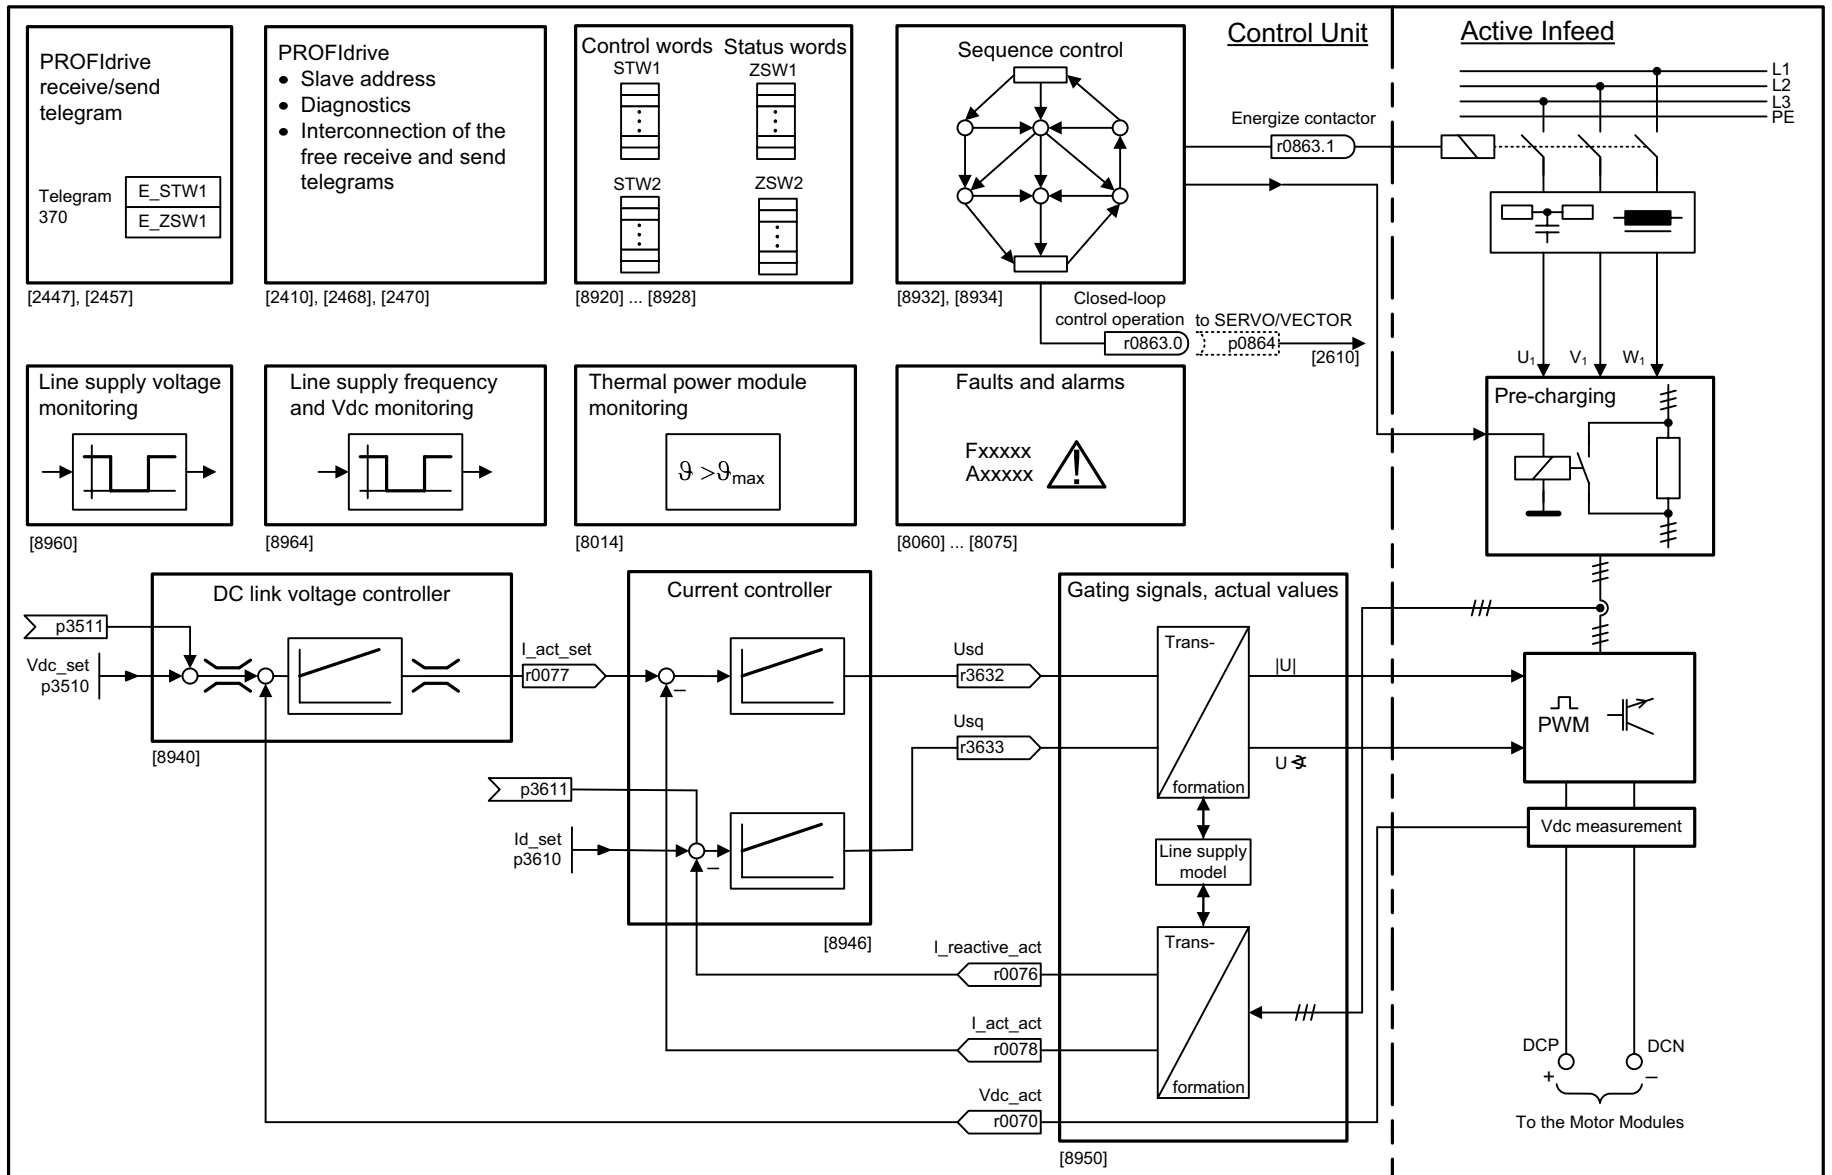 PROFIdrive
receive/send
telegram
Telegram
370
E_STW1
E_ZSW1
[2447], [2457]
PROFIdrive
• Slave address
• Diagnostics
• Interconnection of the
free receive and send
telegrams
[2410], [2468], [2470]
Control words
Status words
STW1
ZSW1
STW2
ZSW2
[8920] ... [8928]
Sequence control
[8932], [8934]
Control Unit
Active Infeed
L1
L2
L3
PE
Energize contactor
r0863.1
Closed-loop
control operation
r0863.0
to SERVO/VECTOR
p0864
[2610]
U1
V1
W1
Pre-charging
Line supply voltage
monitoring
[8960]
Line supply frequency
and Vdc monitoring
[8964]
Thermal power module
monitoring
ϑ >ϑmax
[8014]
Faults and alarms
Fxxxxx
Axxxxx
!
[8060] ... [8075]
DC link voltage controller
p3511
Vdc_set
p3510
[8940]
I_act_set
r0077
Current controller
–
p3611
Id_set
p3610
–
[8946]
Usd
r3632
Usq
r3633
Gating signals, actual values
Trans-
formation
|U|
U
Line supply
model
Trans-
formation
I_reactive_act
r0076
I_act_act
r0078
Vdc_act
r0070
[8950]
PWM
Vdc measurement
DCP
DCN
+
–
To the Motor Modules